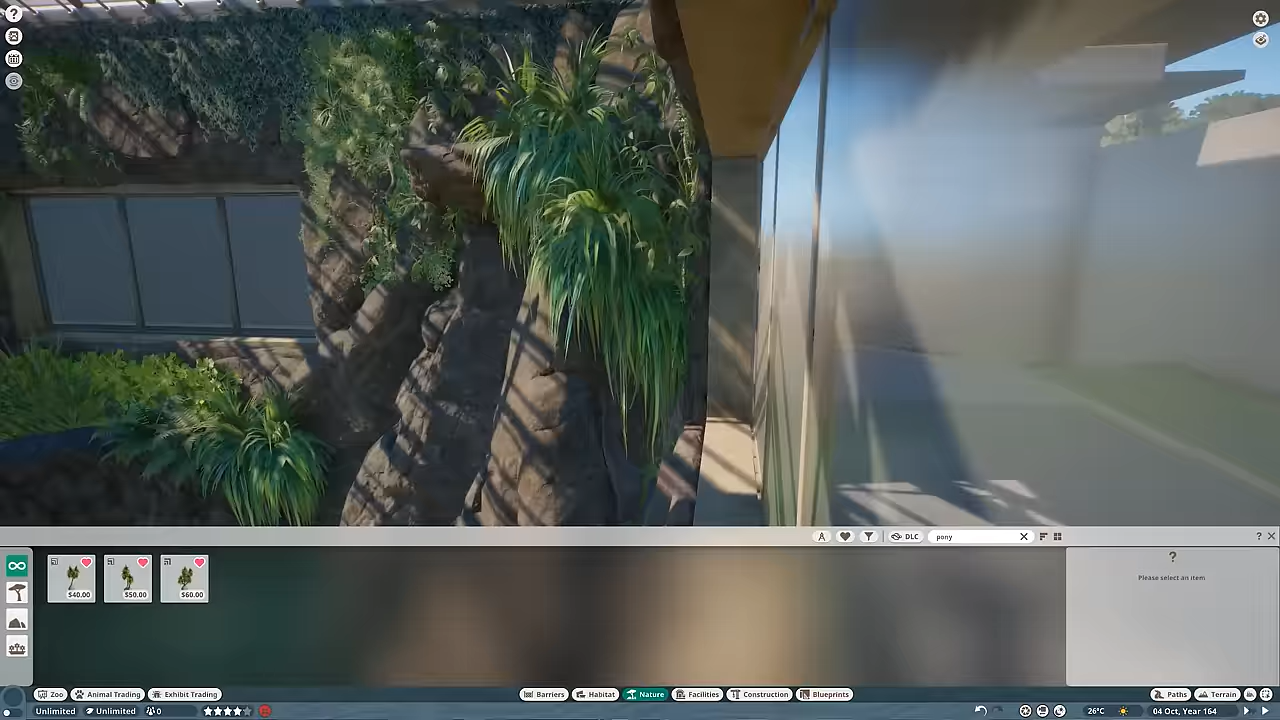 DLC
pony
$40.00
$50.00
$60.00
?
Please select an item
Zoo
Animal Trading
Exhibit Trading
Barriers
Habitat
Nature
Facilities
Construction
Blueprints
Paths
Terrain
Unlimited
Unlimited
0
26°C
04 Oct, Year 164